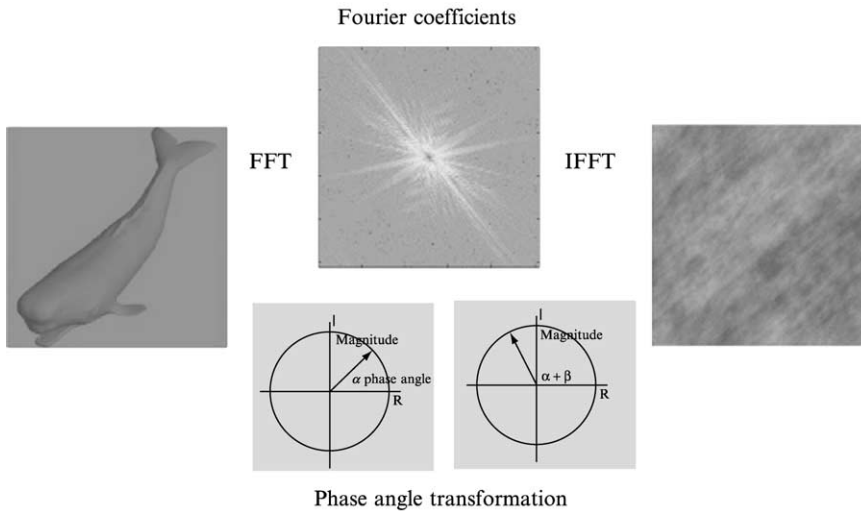 Fourier coefficients
FFT
IFFT
I
Magnitude
α phase angle
R
I
Magnitude
α + β
R
Phase angle transformation